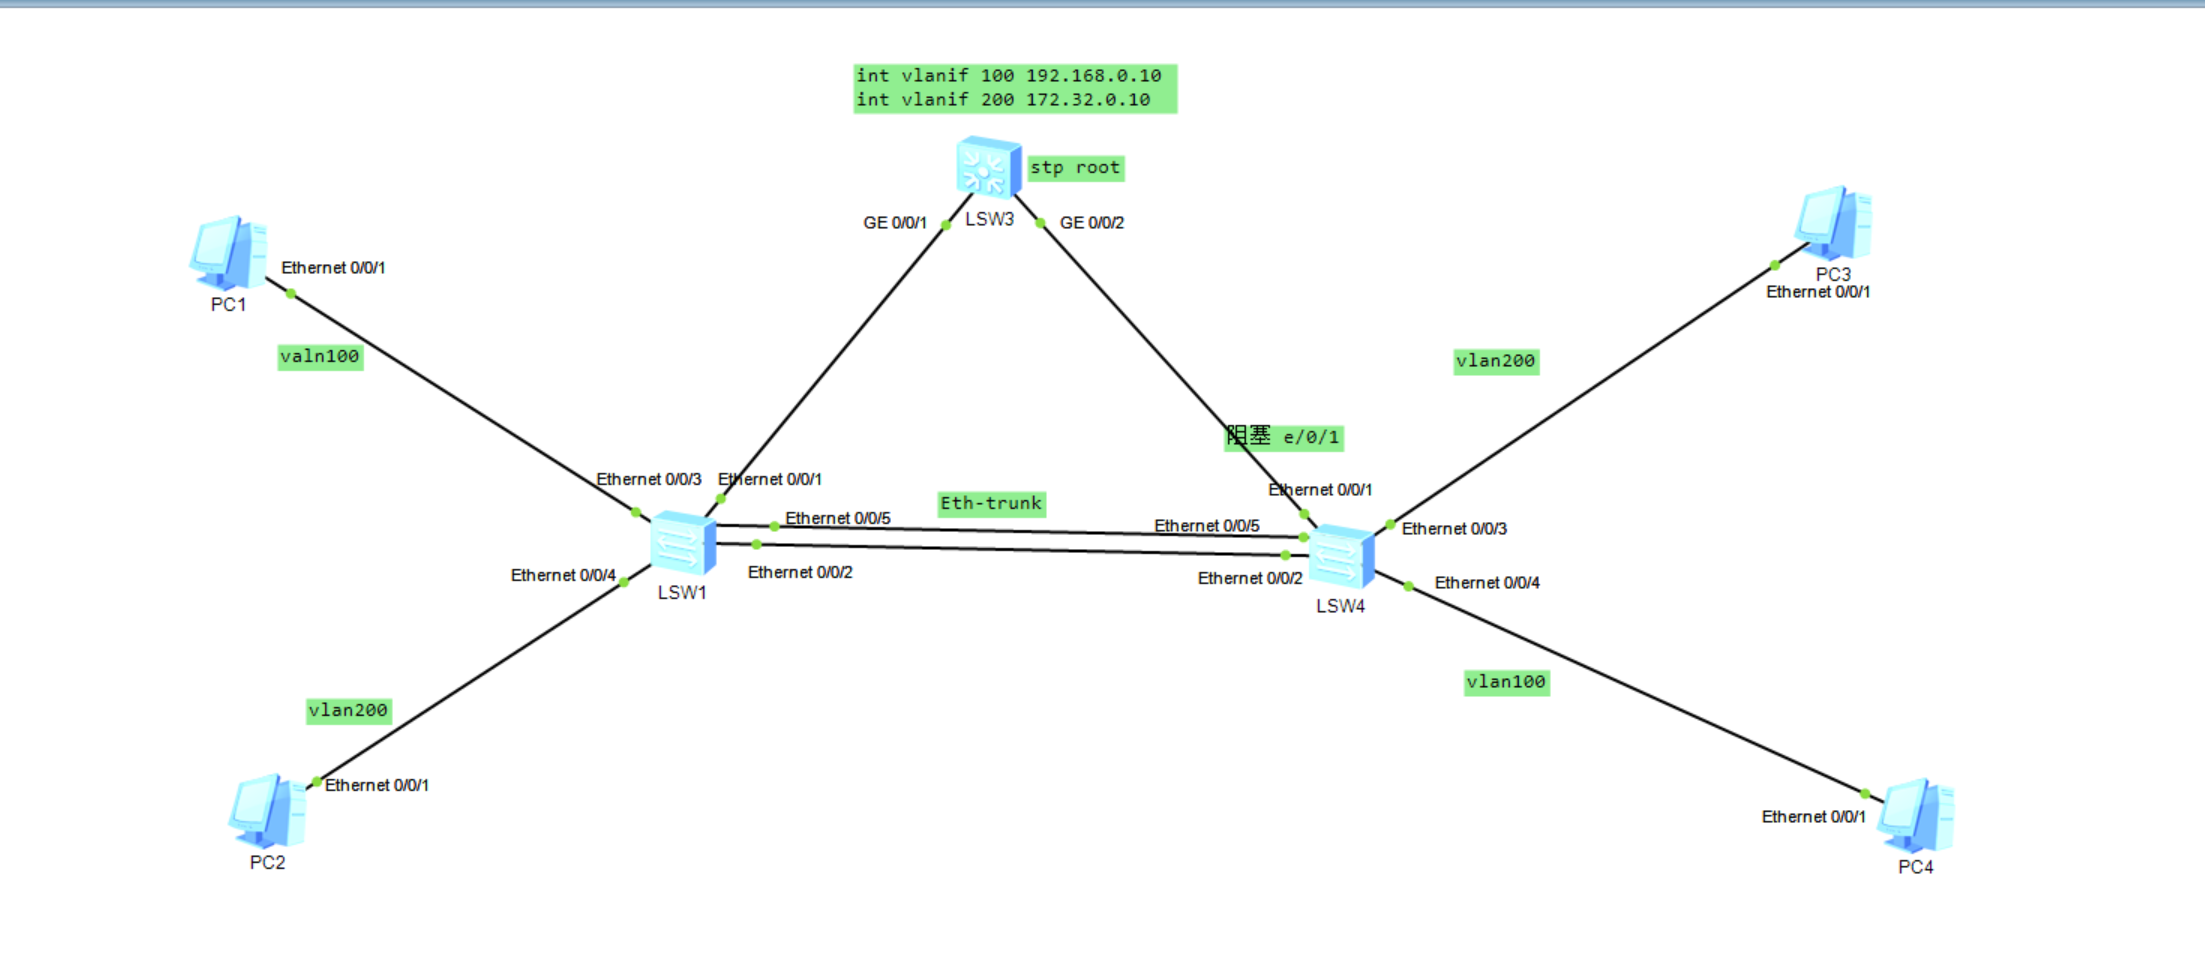 int vlanif 100 192.168.0.10
int vlanif 200 172.32.0.10
stp root
GE 0/0/1
LSW3
GE 0/0/2
Ethernet 0/0/1
PC1
PC3
Ethernet 0/0/1
valn100
vlan200
阻塞 e/0/1
Ethernet 0/0/3
Ethernet 0/0/1
Ethernet 0/0/1
Eth-trunk
Ethernet 0/0/5
Ethernet 0/0/5
Ethernet 0/0/3
Ethernet 0/0/4
Ethernet 0/0/2
Ethernet 0/0/2
Ethernet 0/0/4
LSW1
LSW4
vlan100
vlan200
Ethernet 0/0/1
Ethernet 0/0/1
PC2
PC4